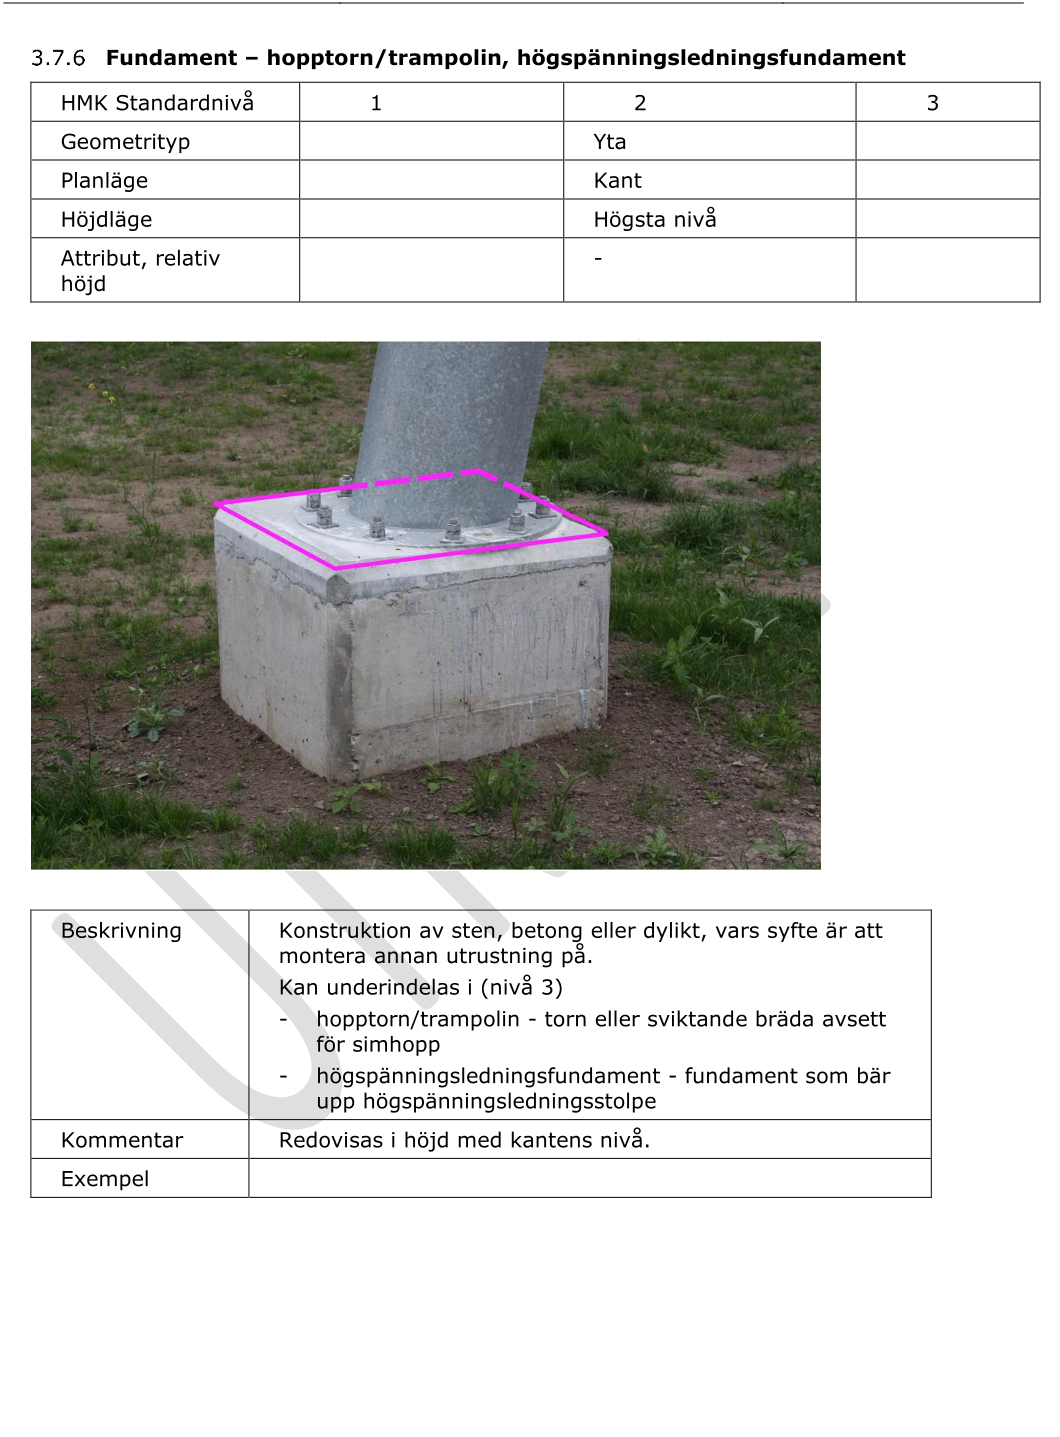 3.7.6 Fundament – hopptorn/trampolin, högspänningsledningsfundament
HMK Standardnivå 1 2 3
Geometrityp Yta
Planläge Kant
Höjdläge Högsta nivå
Attribut, relativ -
höjd
Beskrivning Konstruktion av sten, betong eller dylikt, vars syfte är att
montera annan utrustning på.
Kan underindelas i (nivå 3)
- hopptorn/trampolin - torn eller sviktande bräda avsett
för simhopp
- högspänningsledningsfundament - fundament som bär
upp högspänningsledningsstolpe
Kommentar Redovisas i höjd med kantens nivå.
Exempel